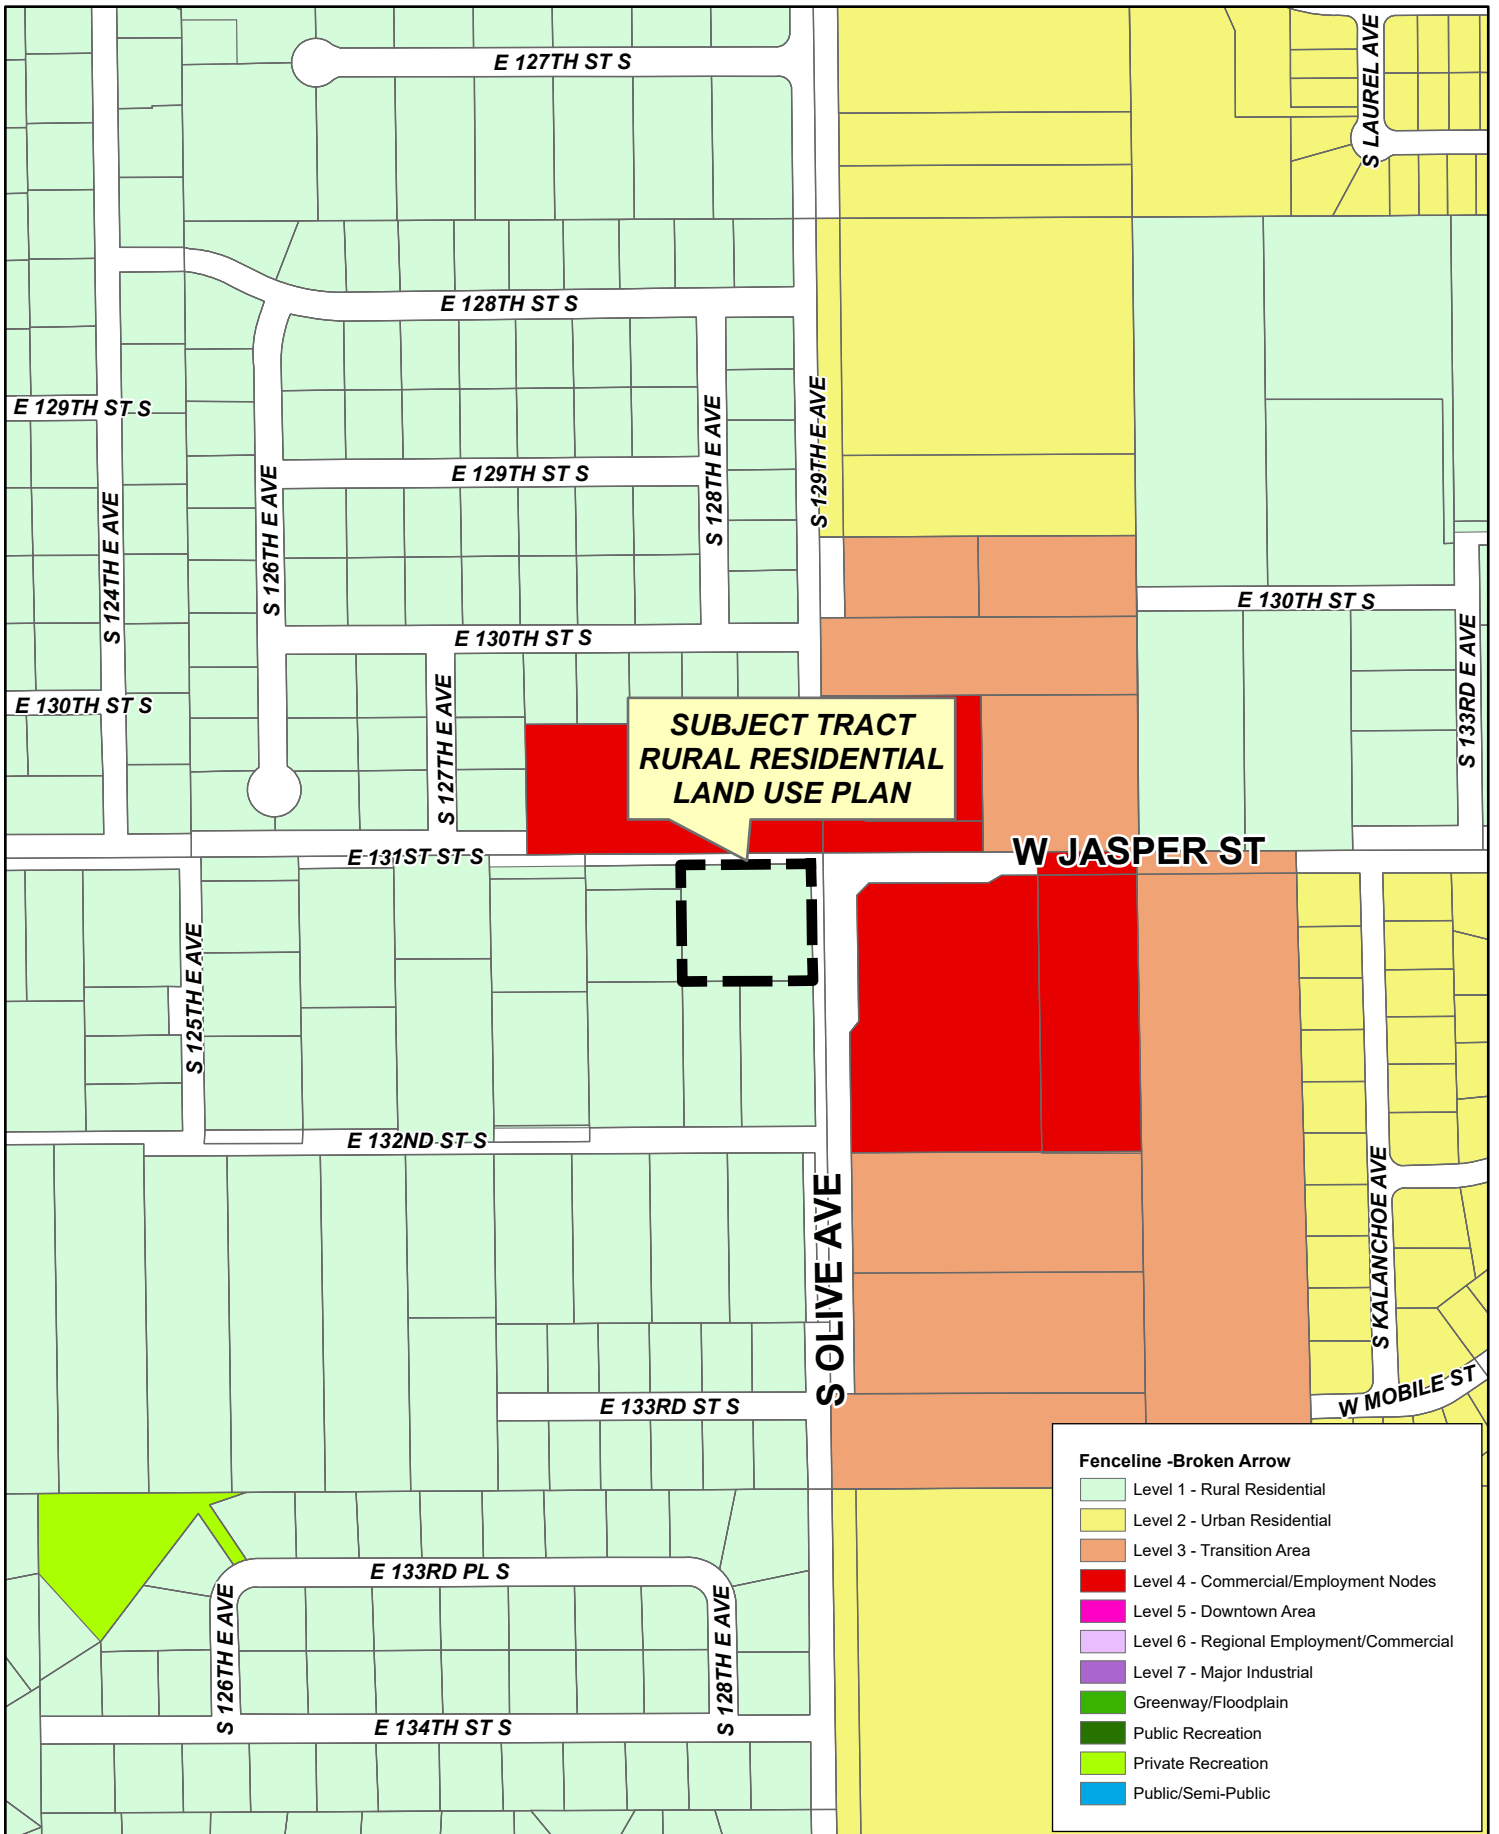 E 127TH ST S
S LAUREL AVE
E 128TH ST S
E 129TH ST S
S 129TH E AVE
S 128TH E AVE
E 129TH ST S
S 126TH E AVE
S 124TH E AVE
E 130TH ST S
E 130TH ST S
S 133RD E AVE
E 130TH ST S
S 127TH E AVE
SUBJECT TRACT
RURAL RESIDENTIAL
LAND USE PLAN
E 131ST ST S
W JASPER ST
S 125TH E AVE
E 132ND ST S
S OLIVE AVE
S KALANCHOE AVE
E 133RD ST S
W MOBILE ST
E 133RD PL S
S 126TH E AVE
S 128TH E AVE
E 134TH ST S
Fenceline -Broken Arrow
Level 1 - Rural Residential
Level 2 - Urban Residential
Level 3 - Transition Area
Level 4 - Commercial/Employment Nodes
Level 5 - Downtown Area
Level 6 - Regional Employment/Commercial
Level 7 - Major Industrial
Greenway/Floodplain
Public Recreation
Private Recreation
Public/Semi-Public